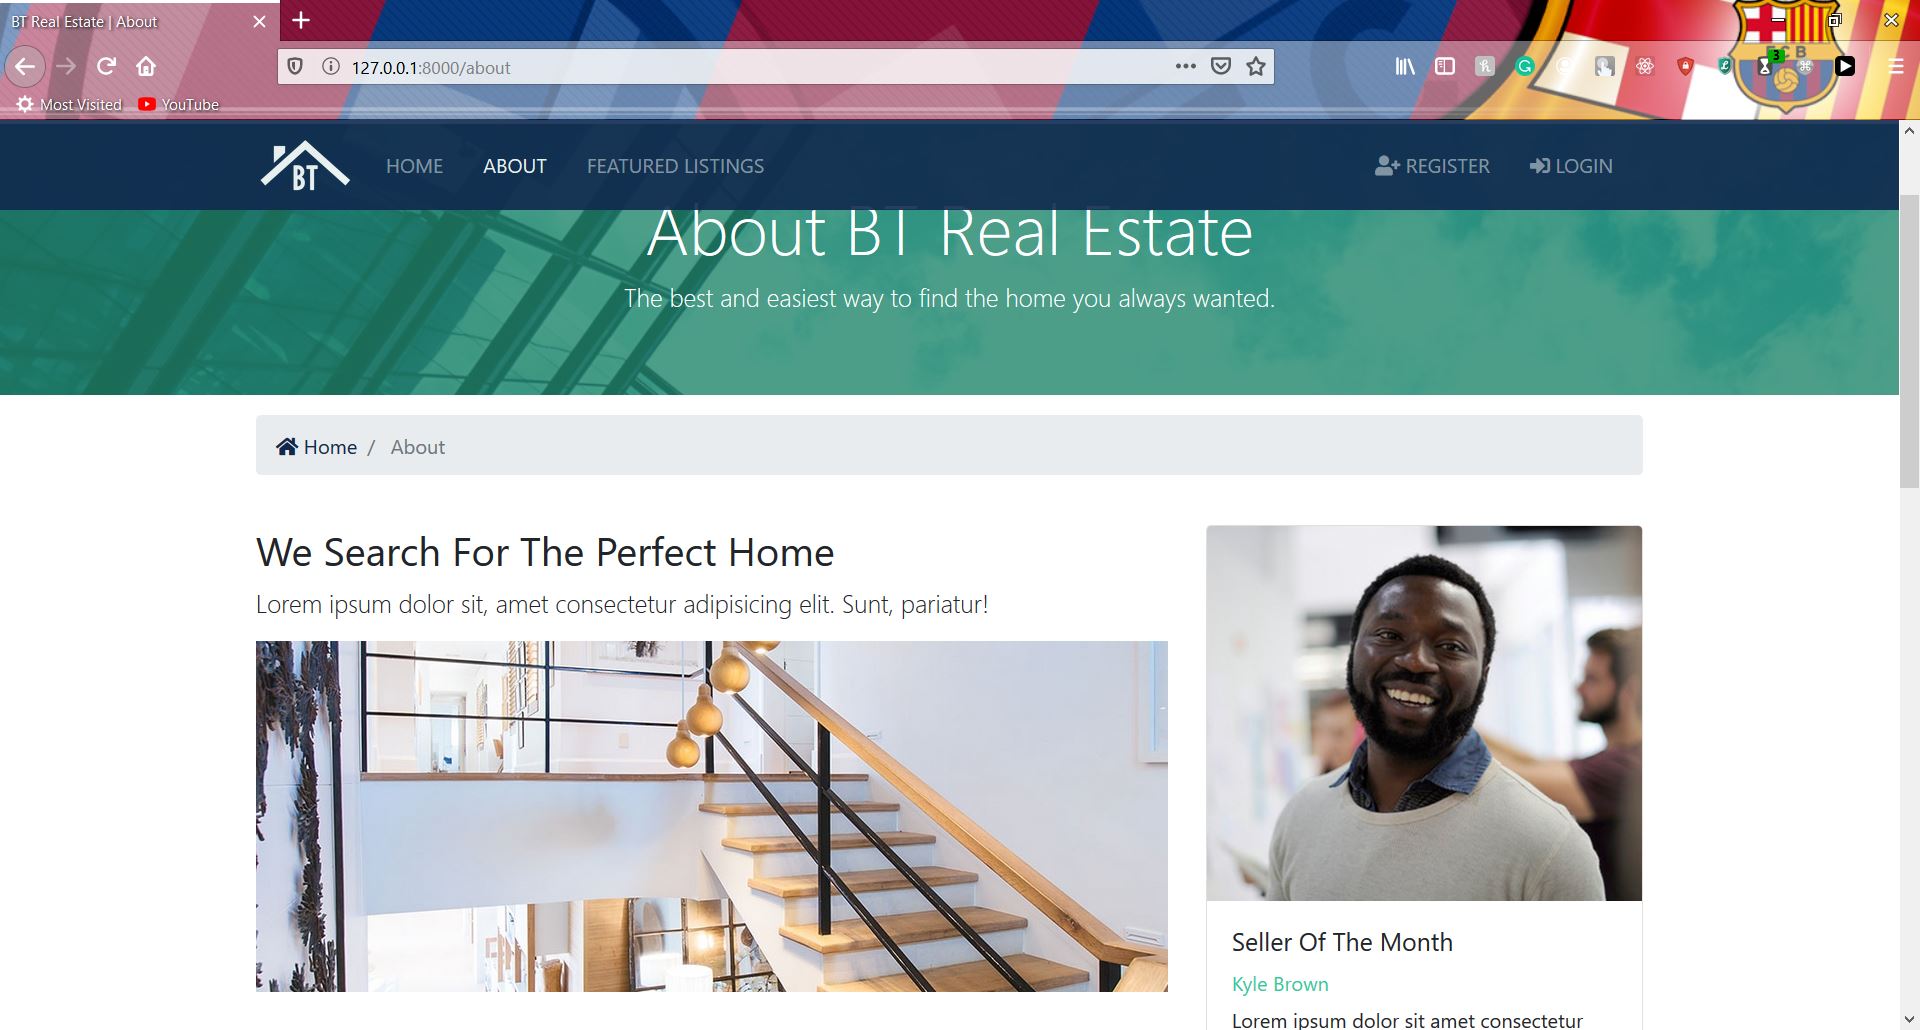 BT Real Estate | About
127.0.0.1:8000/about
Most Visited YouTube
3
FCB
BT HOME ABOUT FEATURED LISTINGS REGISTER LOGIN
About BT Real Estate
The best and easiest way to find the home you always wanted.
Home / About
We Search For The Perfect Home
Lorem ipsum dolor sit, amet consectetur adipisicing elit. Sunt, pariatur!
Seller Of The Month
Kyle Brown
Lorem ipsum dolor sit amet consectetur